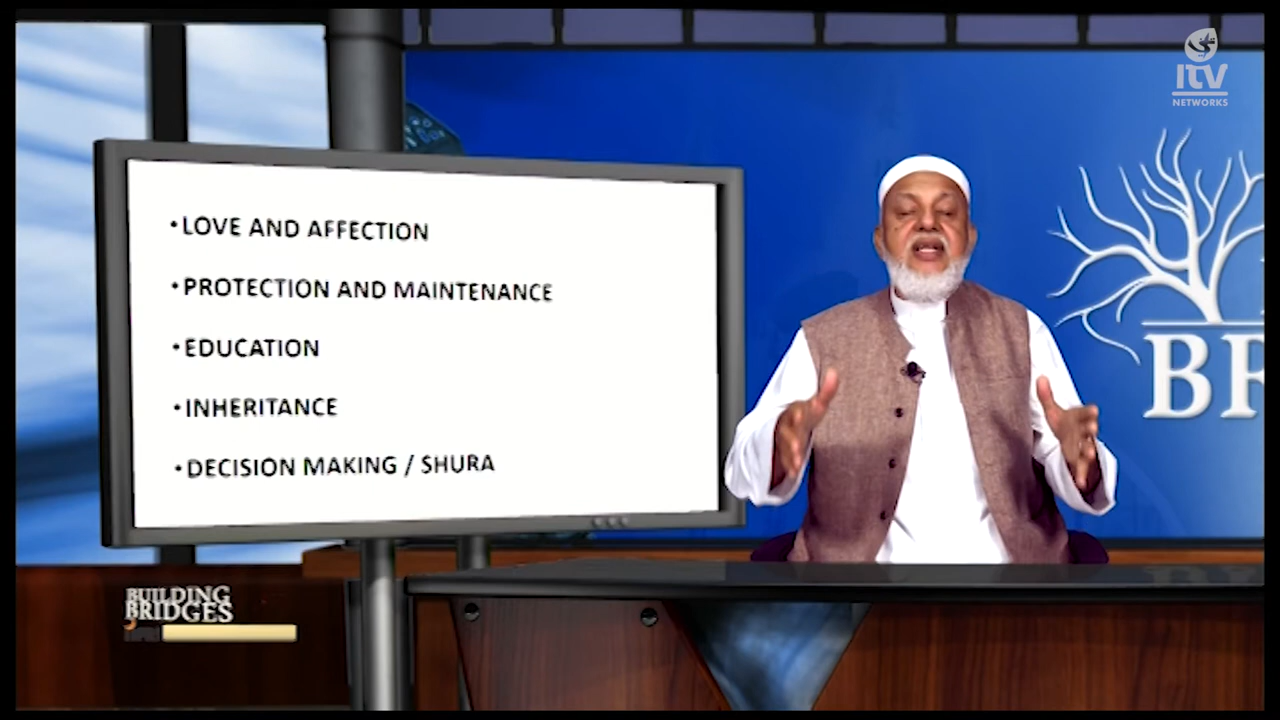 ITV
NETWORKS
•LOVE AND AFFECTION
•PROTECTION AND MAINTENANCE
•EDUCATION
•INHERITANCE
•DECISION MAKING / SHURA
BR
BUILDING
BRIDGES